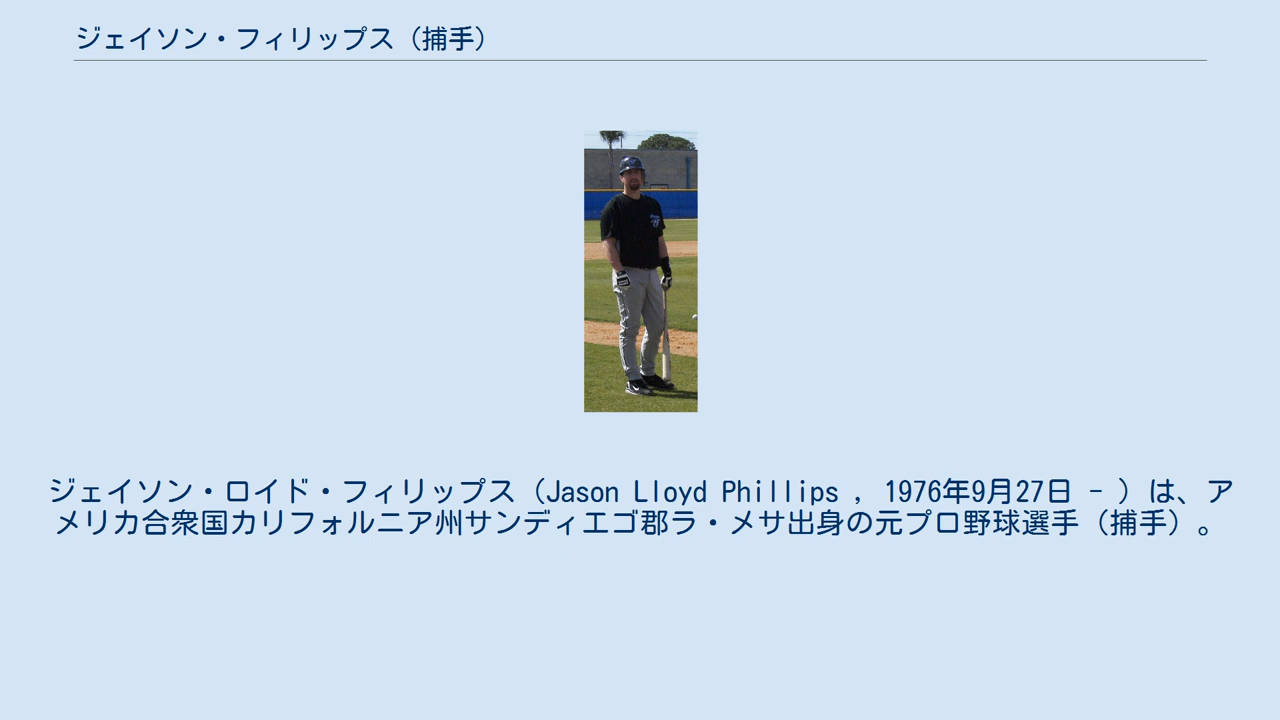 ジェイソン・フィリップス（捕手）
ジェイソン・ロイド・フィリップス（Jason Lloyd Phillips , 1976年9月27日 - ）は、ア
メリカ合衆国カリフォルニア州サンディエゴ郡ラ・メサ出身の元プロ野球選手（捕手）。